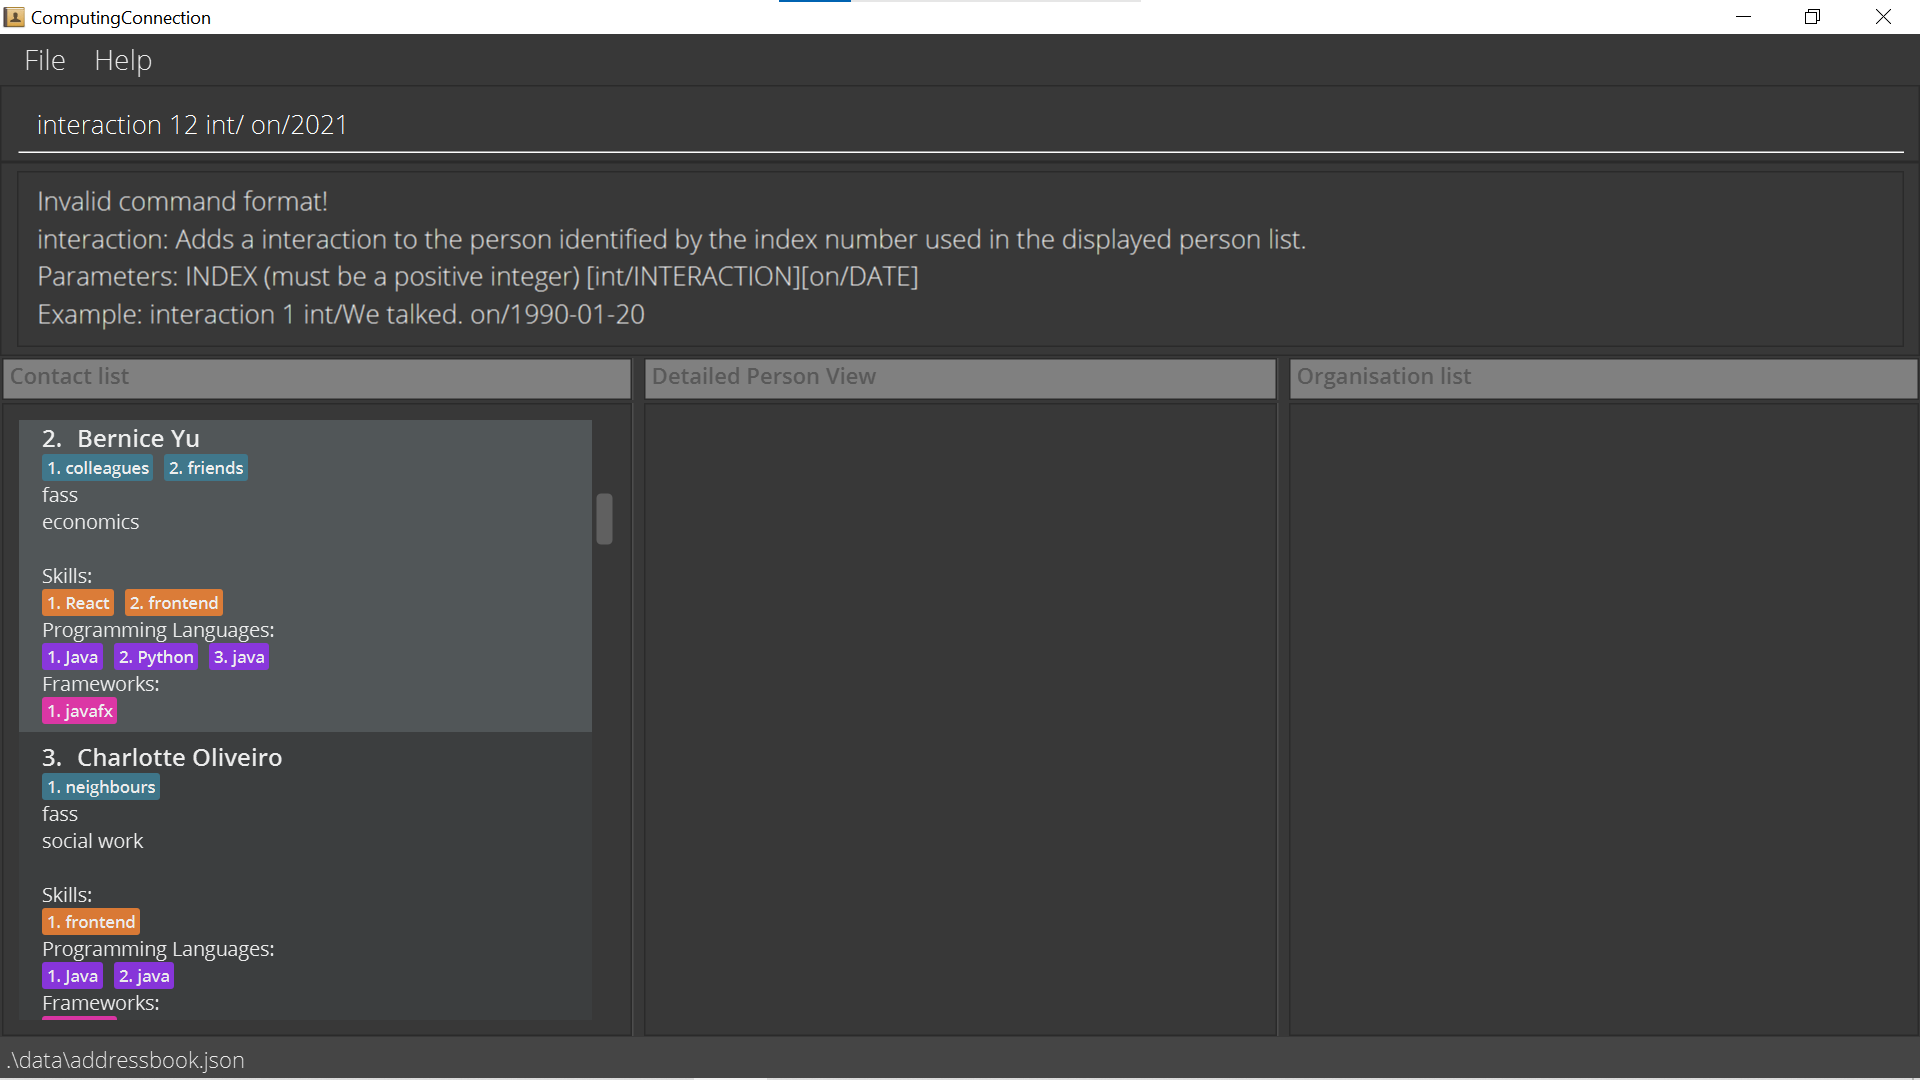 ComputingConnection
File Help
interaction 12 int/ on/2021
Invalid command format!
interaction: Adds a interaction to the person identified by the index number used in the displayed person list.
Parameters: INDEX (must be a positive integer) [int/INTERACTION][on/DATE]
Example: interaction 1 int/We talked. on/1990-01-20
Contact list
Detailed Person View
Organisation list
2. Bernice Yu
1. colleagues 2. friends
fass
economics
Skills:
1. React 2. frontend
Programming Languages:
1. Java 2. Python 3. java
Frameworks:
1. javafx
3. Charlotte Oliveiro
1. neighbours
fass
social work
Skills:
1. frontend
Programming Languages:
1. Java 2. java
Frameworks:
.\data\addressbook.json